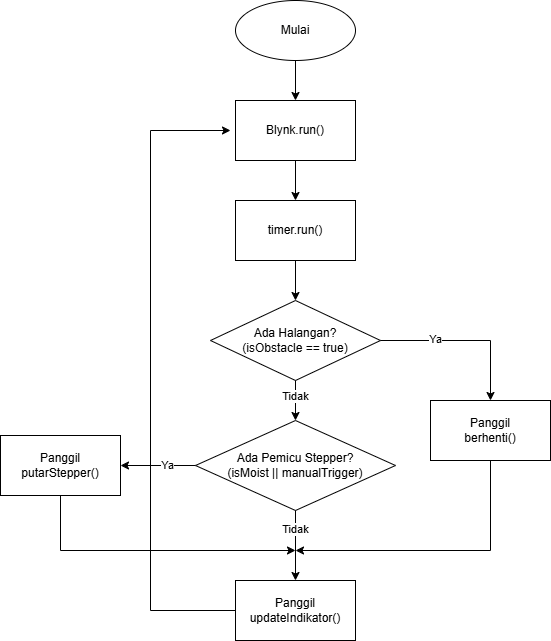 Mulai
Blynk.run()
timer.run()
Ada Halangan?
(isObstacle == true)
Ya
Tidak
Panggil
berhenti()
Ada Pemicu Stepper?
(isMoist || manualTrigger)
Ya
Panggil
putarStepper()
Tidak
Panggil
updateIndikator()